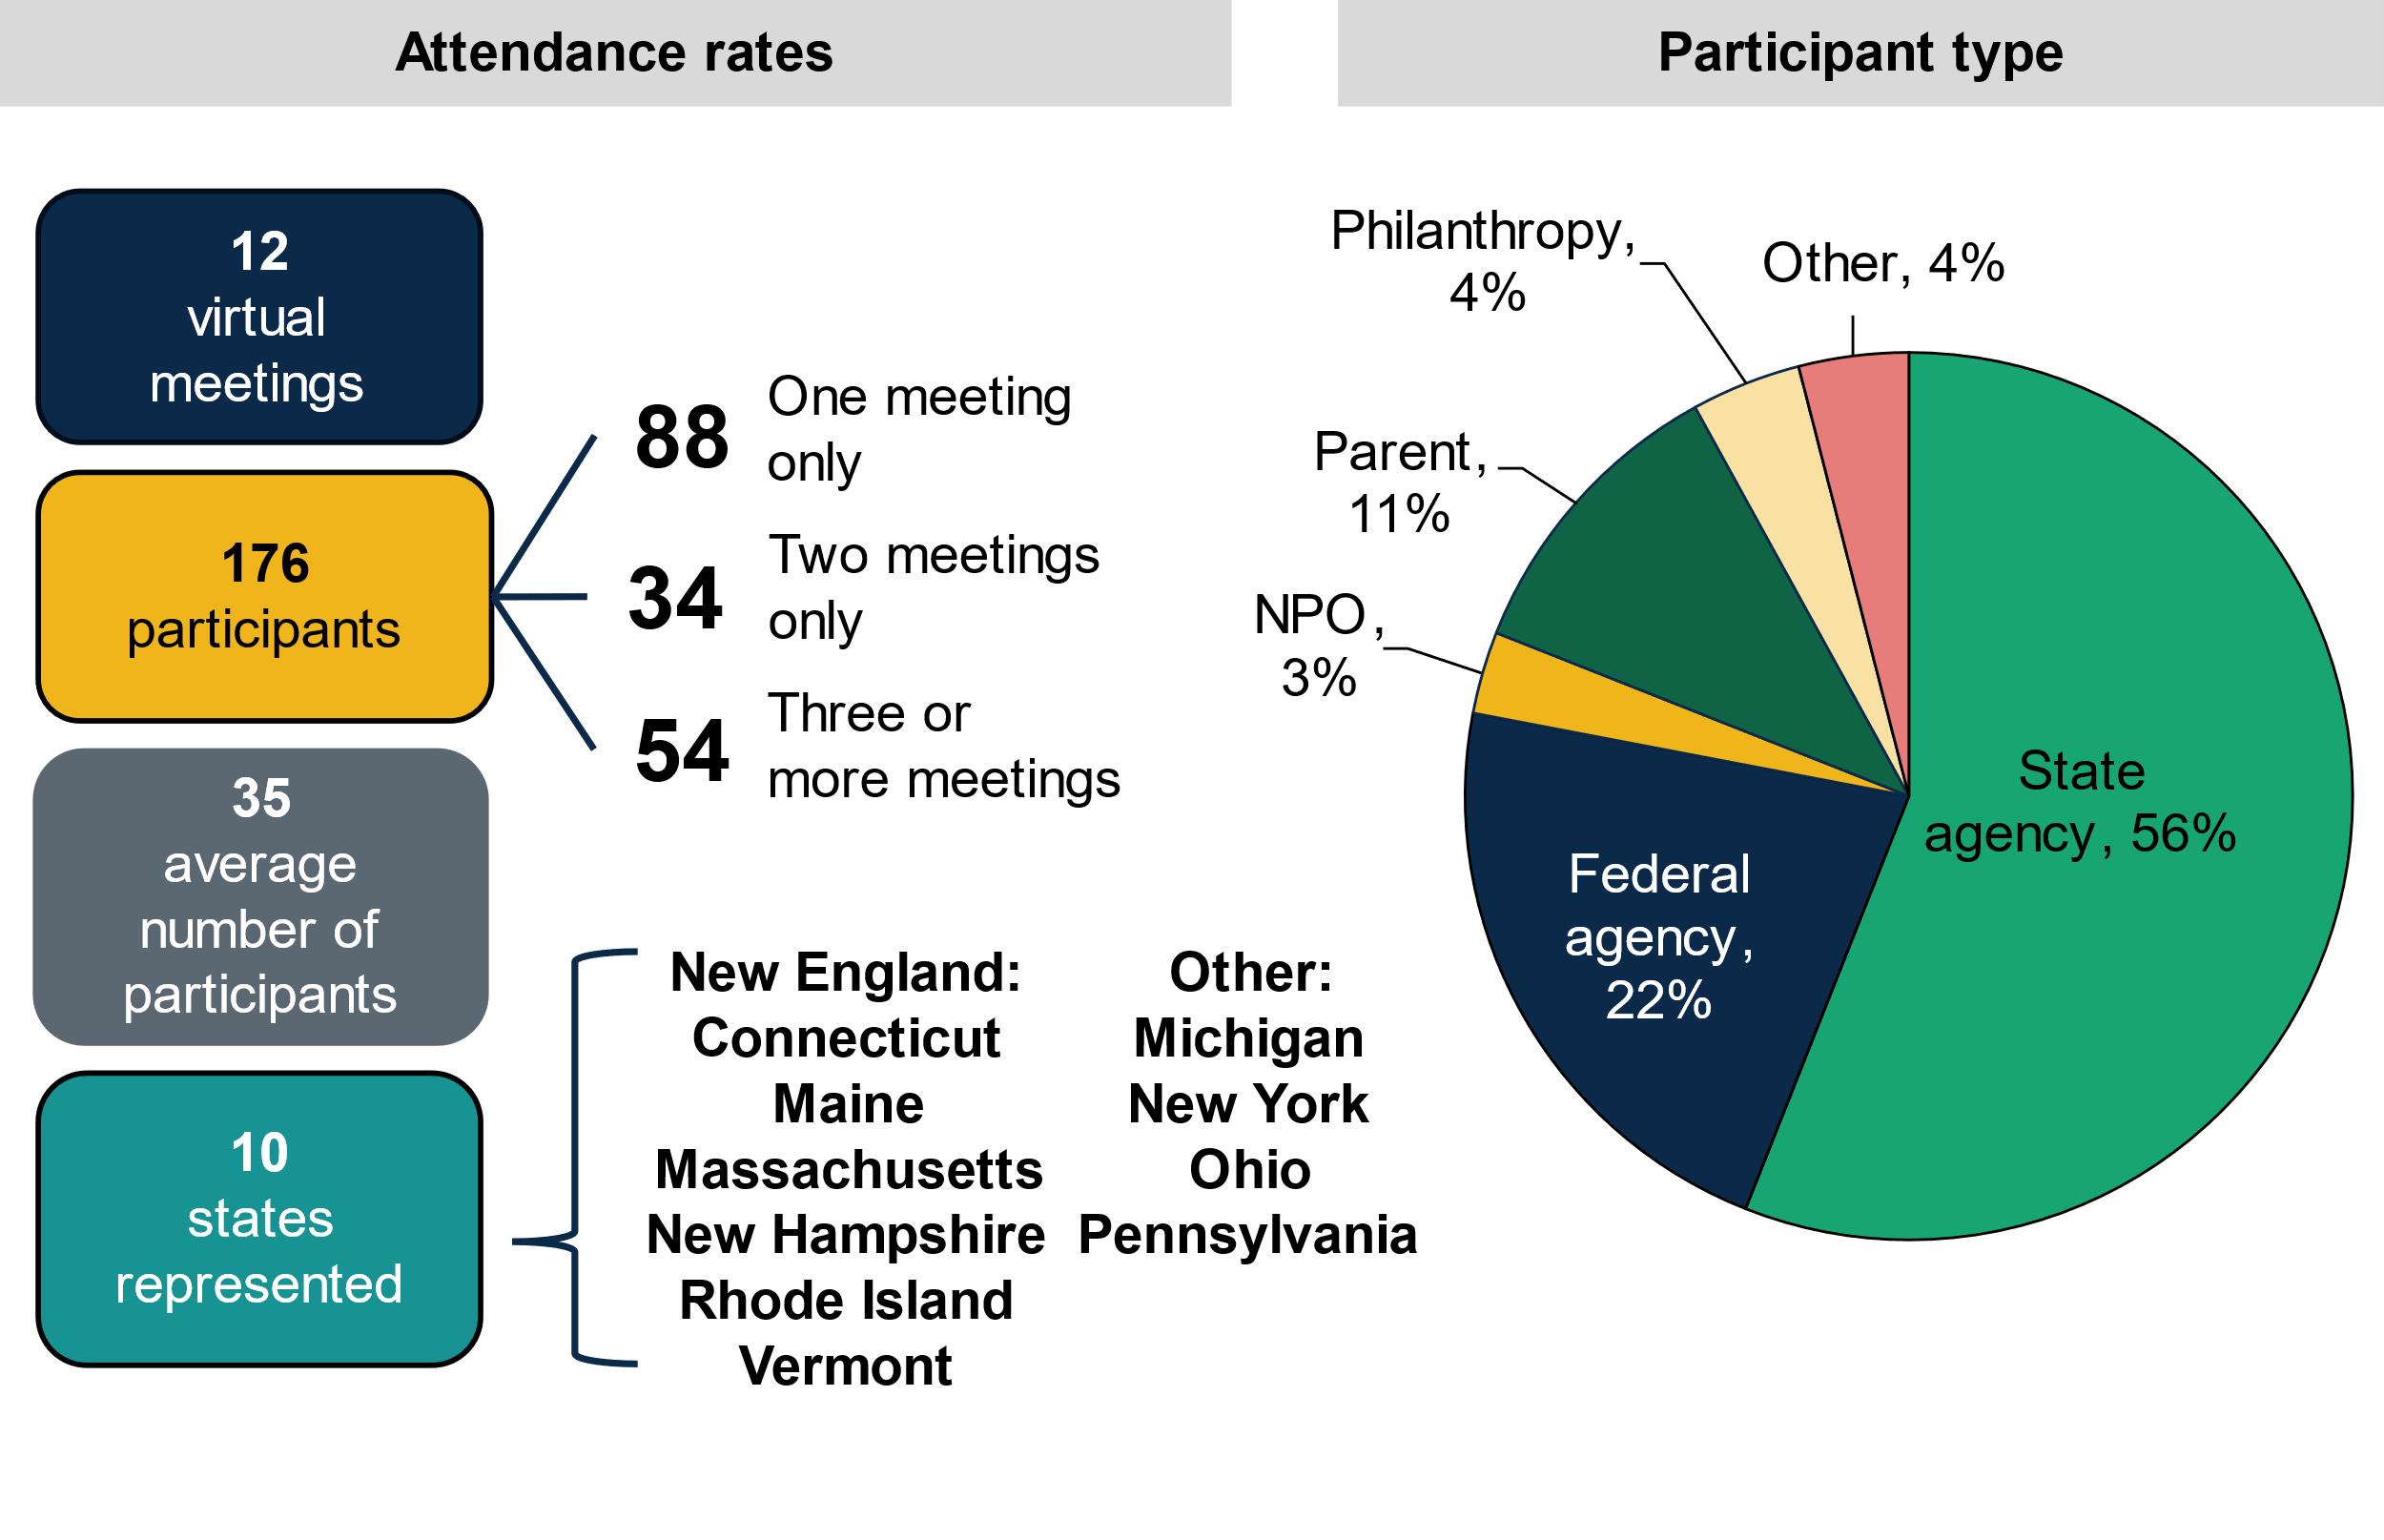 Attendance rates
12
virtual
meetings
176
participants
88
One meeting
only
34
Two meetings
only
54
Three or
more meetings
35
average
number of
participants
10
states
represented
New England:
Connecticut
Maine
Massachusetts
New Hampshire
Rhode Island
Vermont
Other:
Michigan
New York
Ohio
Pennsylvania
Participant type
Philanthropy,
4%
Other, 4%
Parent,
11%
NPO,
3%
State
agency, 56%
Federal
agency,
22%